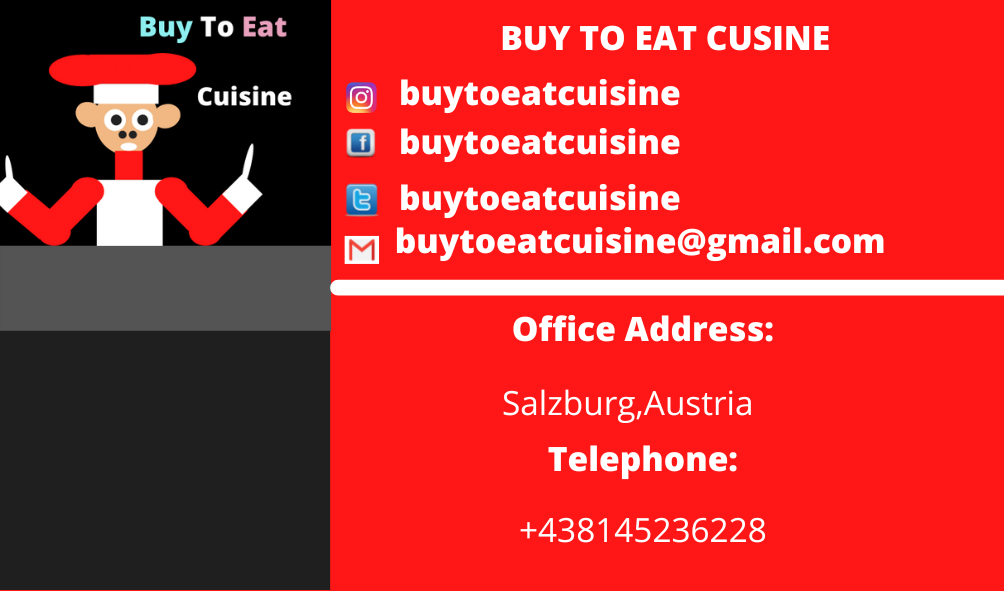 Buy To Eat
Cuisine
BUY TO EAT CUSINE
buytoeatcuisine
buytoeatcuisine
buytoeatcuisine
buytoeatcuisine@gmail.com
Office Address:
Salzburg,Austria
Telephone:
+438145236228